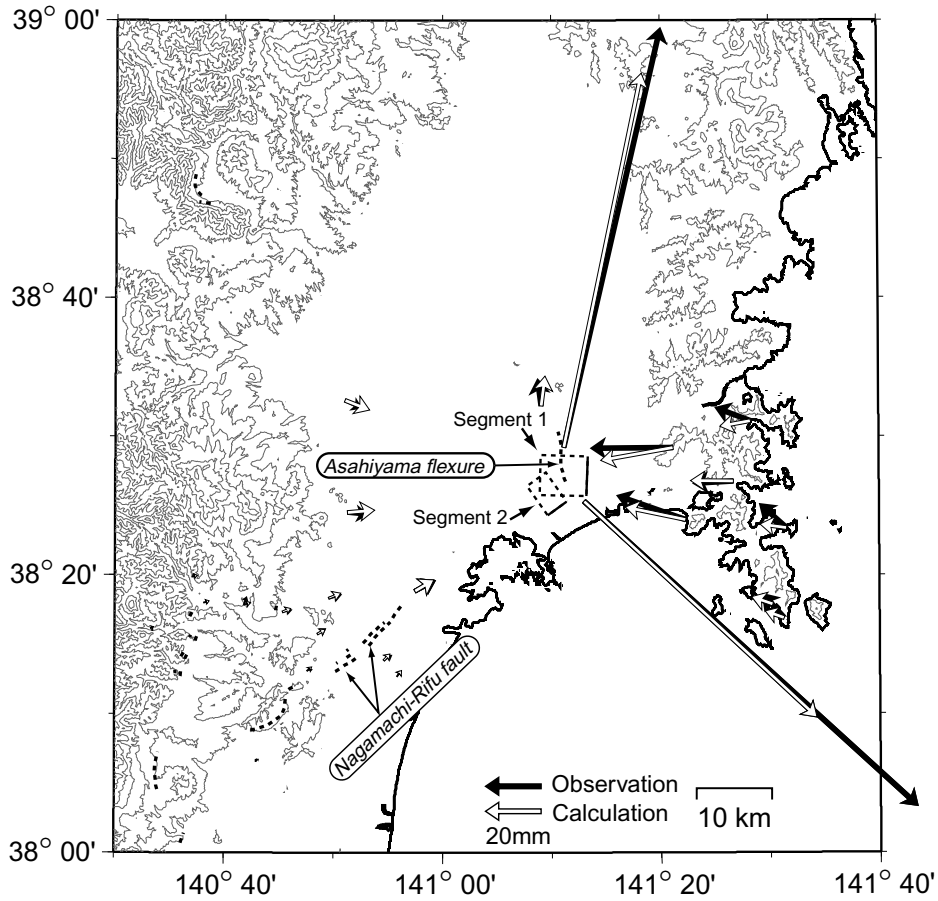 39° 00'
38° 40'
38° 20'
38° 00'
Segment 1
Asahiyama flexure
Segment 2
Nagamachi-Rifu fault
Observation
Calculation
20mm
10 km
140° 40'
141° 00'
141° 20'
141° 40'